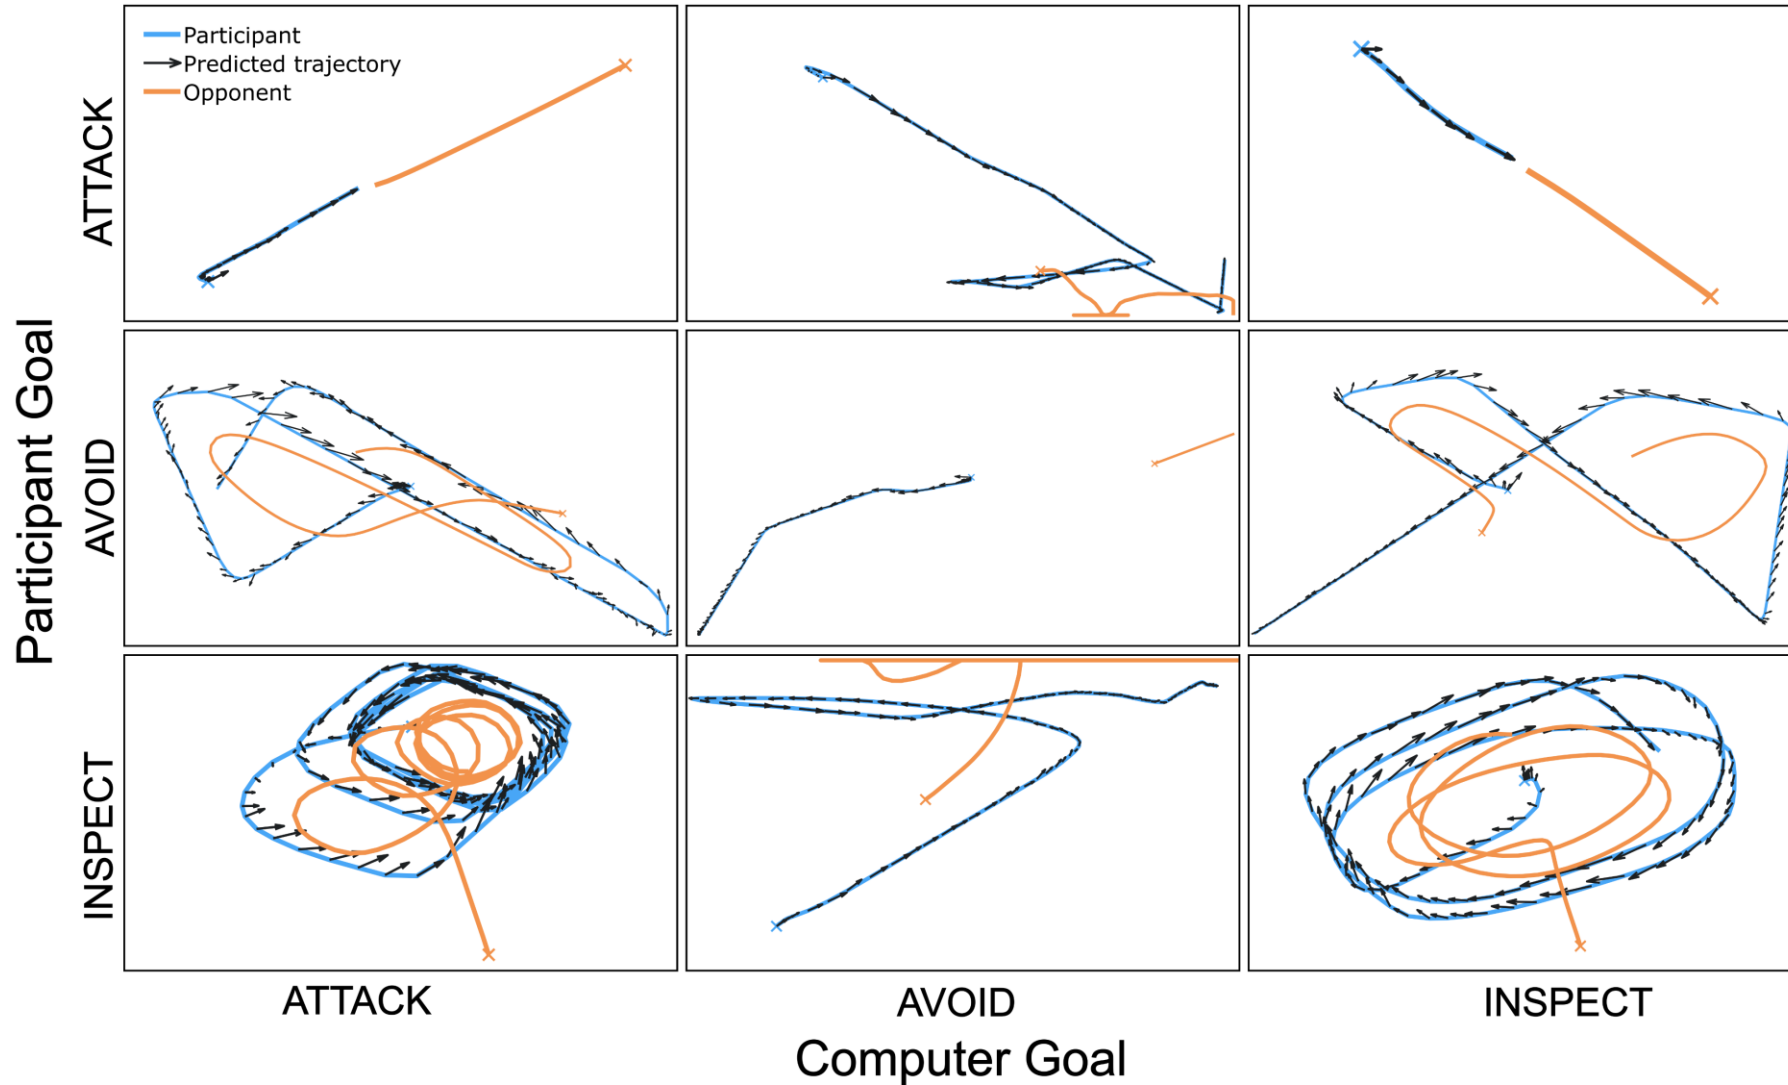 Participant
Predicted trajectory
Opponent
ATTACK
AVOID
INSPECT
Participant Goal
ATTACK
AVOID
INSPECT
Computer Goal